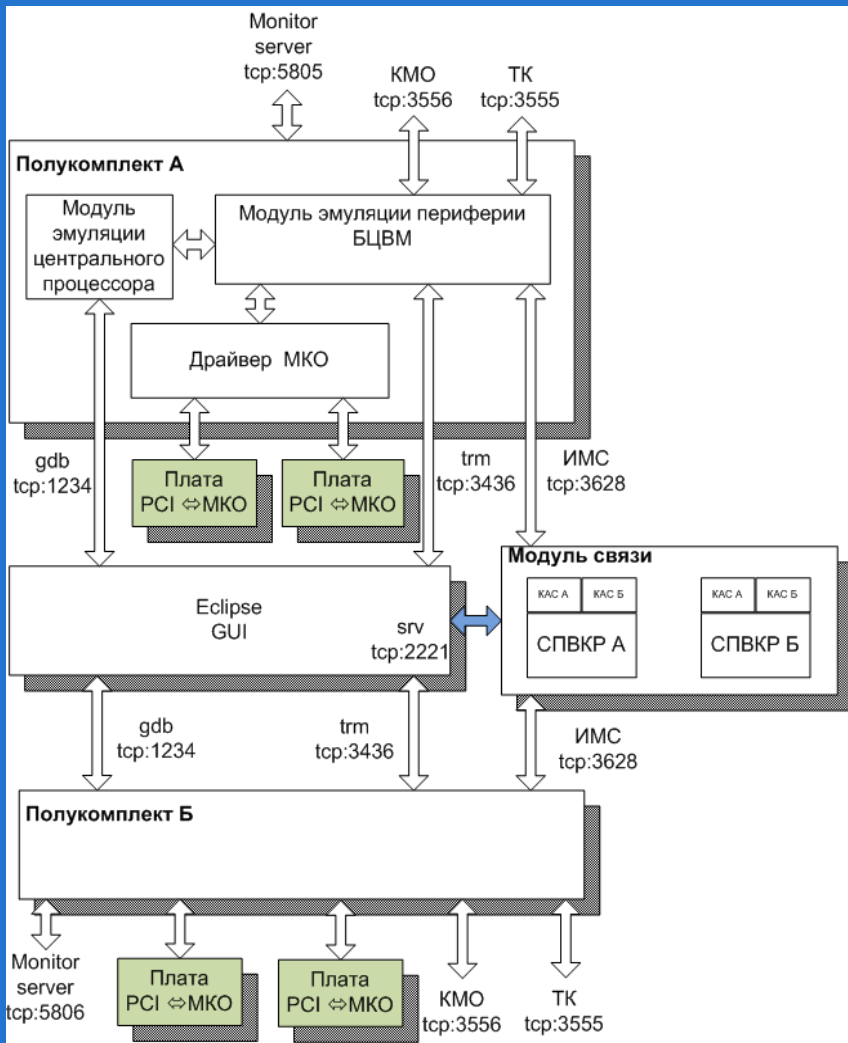 Monitor
server
tcp:5805
КМО
tcp:3556
ТК
tcp:3555
Полукомплект А
Модуль
эмуляции
центрального
процессора
Модуль эмуляции периферии
БЦВМ
Драйвер МКО
gdb
tcp:1234
Плата
PCI ⇔МКО
Плата
PCI ⇔МКО
trm
tcp:3436
ИМС
tcp:3628
Eclipse
GUI
srv
tcp:2221
Модуль связи
КАС А
КАС Б
СПВКР А
КАС А
КАС Б
СПВКР Б
gdb
tcp:1234
trm
tcp:3436
ИМС
tcp:3628
Полукомплект Б
Monitor
server
tcp:5806
Плата
PCI ⇔МКО
Плата
PCI ⇔МКО
КМО
tcp:3556
ТК
tcp:3555